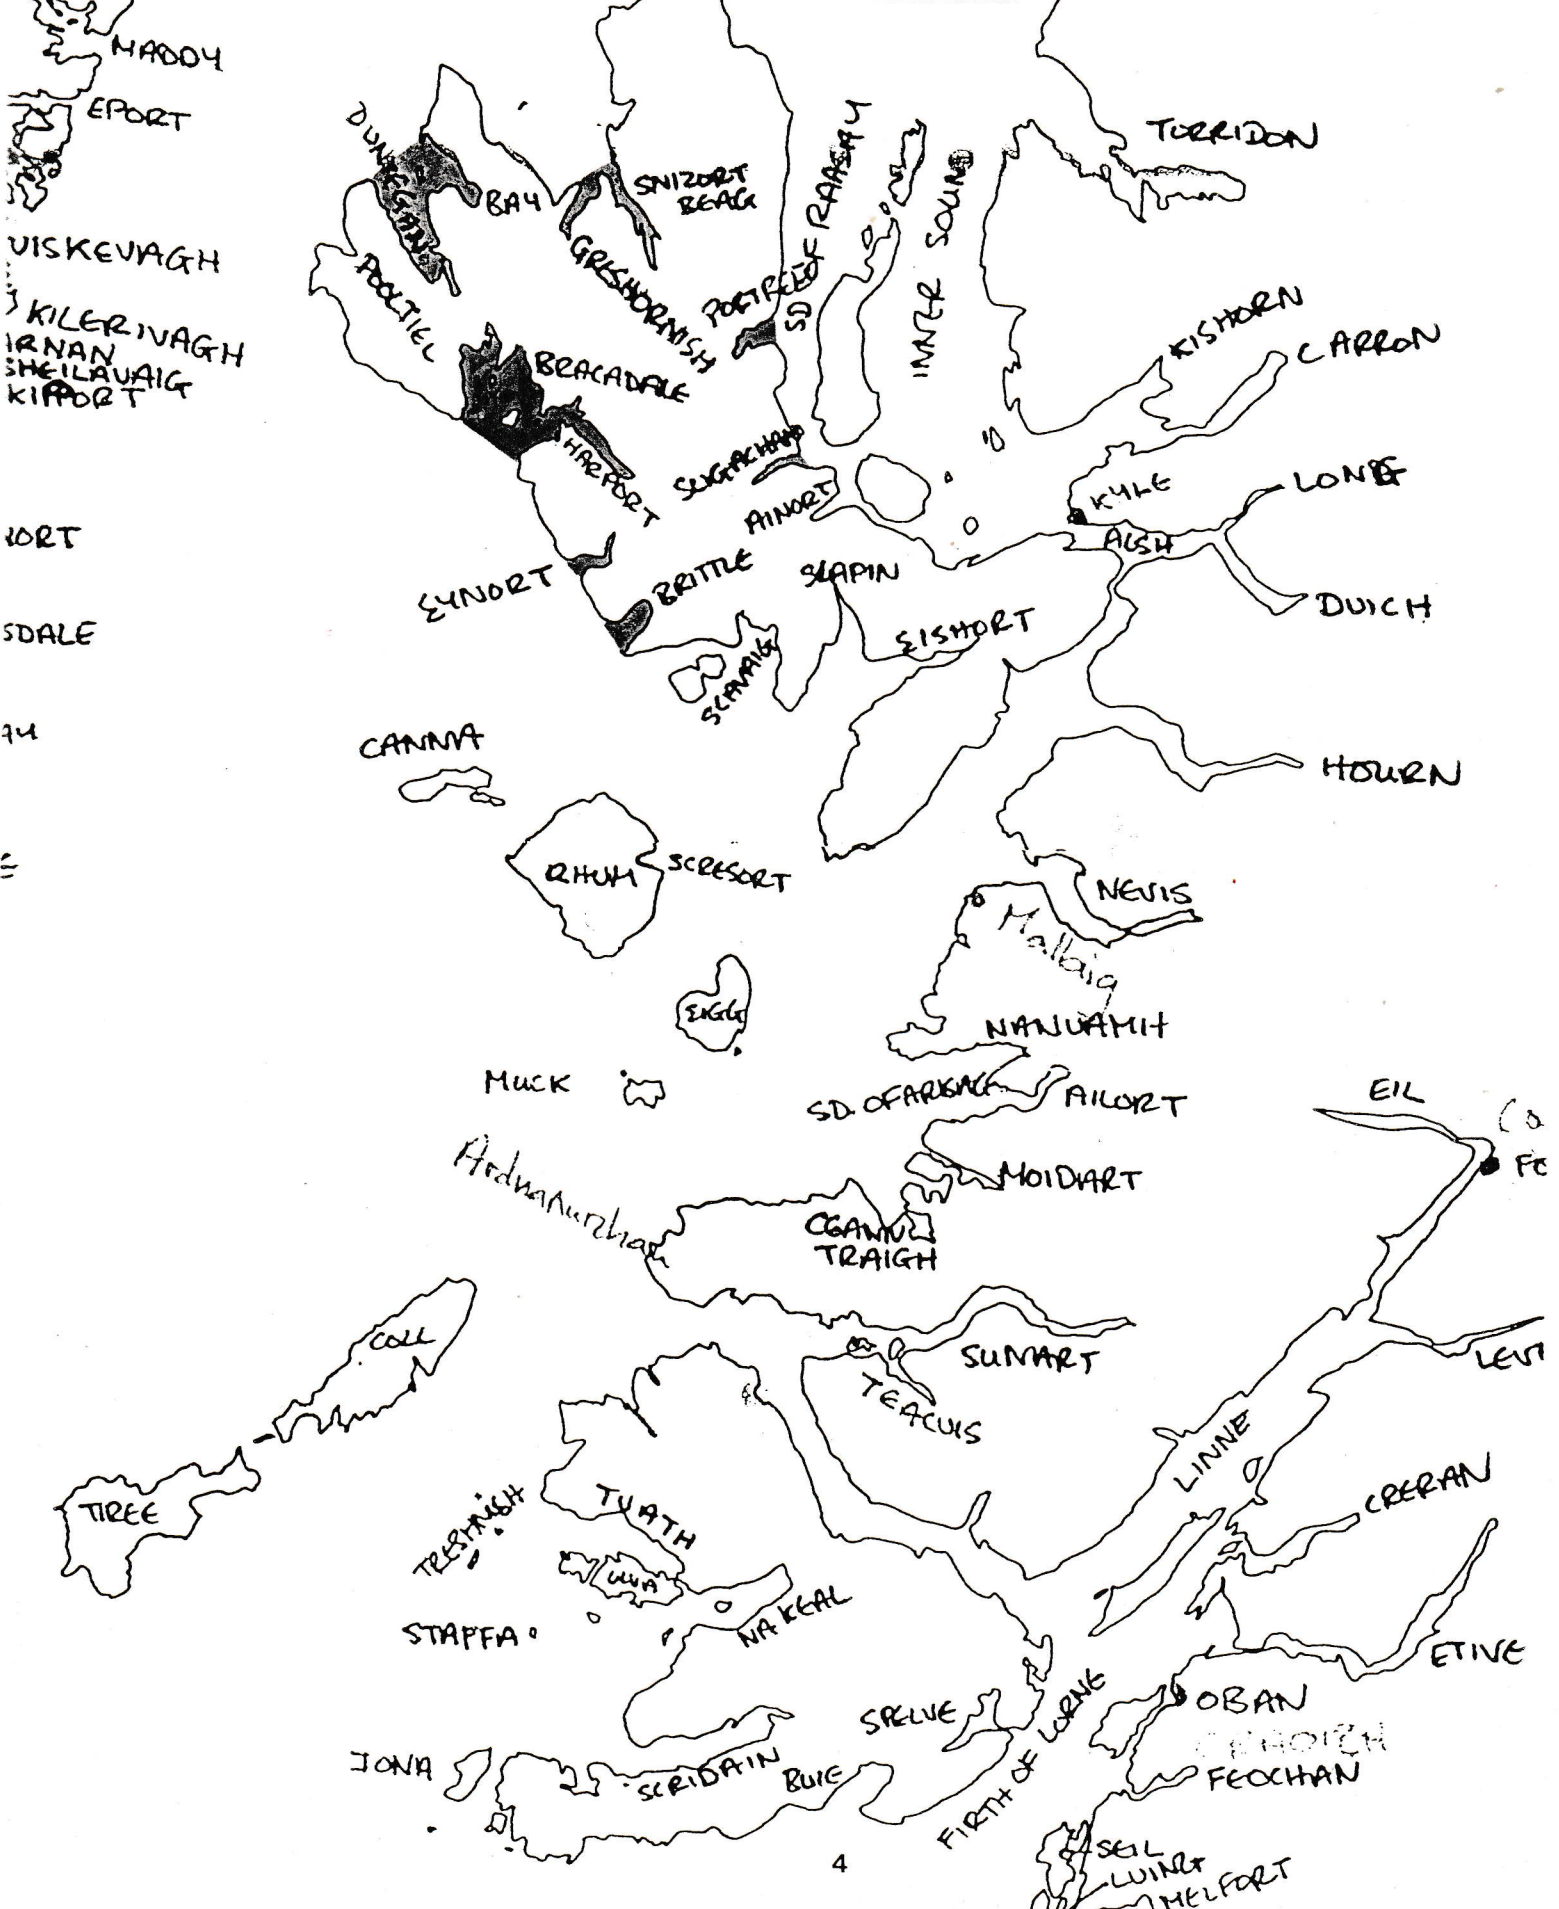 MADDY
EPORT
TORRIDON
DUNVEGAN
BAY
SNIZORT
BEAG
SD OF RAASAY
INNER SOUND
UISKEVAGH
POOLTIEL
GRESHORNISH
PORTREE
KILERIVAGH
IRNAN
SHEILAVAIG
KIPPORT
KISHORN
CARRON
BRACADALE
HARPORT
SLIGACHAN
AINORT
KYLE
LONG
ALSH
EYNORT
BRITTLE
SLAPIN
DUICH
SDALE
EISHORT
SCAVAIG
CANNA
HOURN
RHUM
SCRESORT
NEVIS
Mallaig
EIGG
NANUAMH
MUCK
SD. OF ARISAIG
AILORT
EIL
Ardnamurchan
MOIDART
CEANN
TRAIGH
COLL
SUNART
LEV
TEACUIS
LINNE
TIREE
TRESHNISH
TUATH
CRERAN
ULVA
STAFFA
NA KEAL
ETIVE
SPELVE
FIRTH OF LORNE
OBAN
IONA
SCRIDAIN
BUIE
FEOCHAN
SEIL
LUING
MELFORT
4